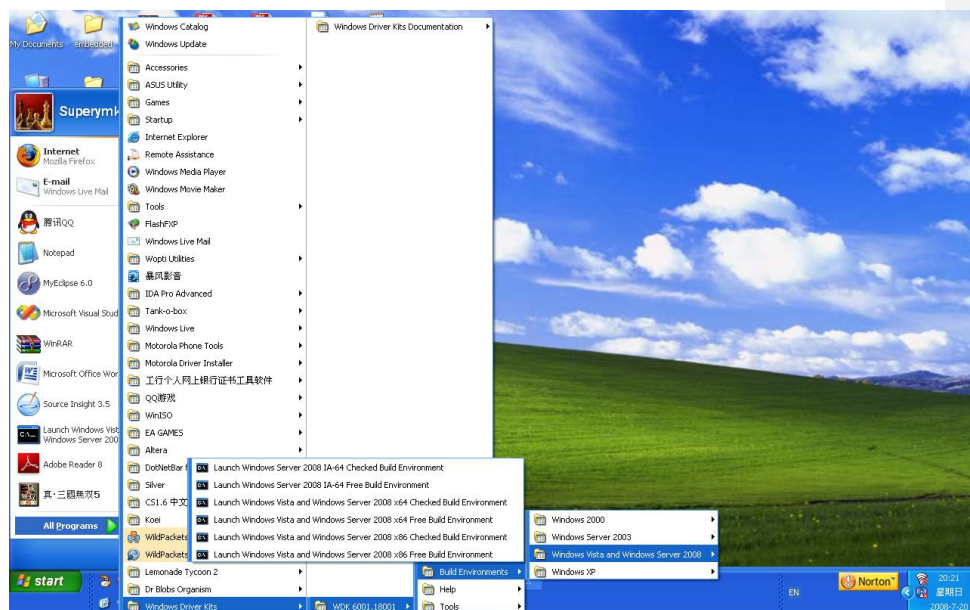 My Documents
embedded
Superymk
Internet
Mozilla Firefox
E-mail
Windows Live Mail
腾讯QQ
Notepad
MyEclipse 6.0
Microsoft Visual Stud
WinRAR
Microsoft Office Wor
Source Insight 3.5
Launch Windows Vist
Windows Server 200
Adobe Reader 8
真·三國無双5
All Programs
start
Windows Catalog
Windows Update
Accessories
ASUS Utility
Games
Startup
Internet Explorer
Remote Assistance
Windows Media Player
Windows Movie Maker
Tools
FlashFXP
Windows Live Mail
Wopti Utilities
暴风影音
IDA Pro Advanced
Tank-o-box
Windows Live
Motorola Phone Tools
Motorola Driver Installer
工行个人网上银行证书工具软件
QQ游戏
WinISO
EA GAMES
Altera
DotNetBar f
Silver
CS1.6 中文
Koei
WildPackets
WildPackets
Lemonade Tycoon 2
Dr Blobs Organism
Windows Driver Kits
Windows Driver Kits Documentation
WDK 6001.18001
Build Environments
Help
Tools
Windows 2000
Windows Server 2003
Windows Vista and Windows Server 2008
Windows XP
Launch Windows Server 2008 IA-64 Checked Build Environment
Launch Windows Server 2008 IA-64 Free Build Environment
Launch Windows Vista and Windows Server 2008 x64 Checked Build Environment
Launch Windows Vista and Windows Server 2008 x64 Free Build Environment
Launch Windows Vista and Windows Server 2008 x86 Checked Build Environment
Launch Windows Vista and Windows Server 2008 x86 Free Build Environment
EN
Norton
20:21
星期日
2008-7-20